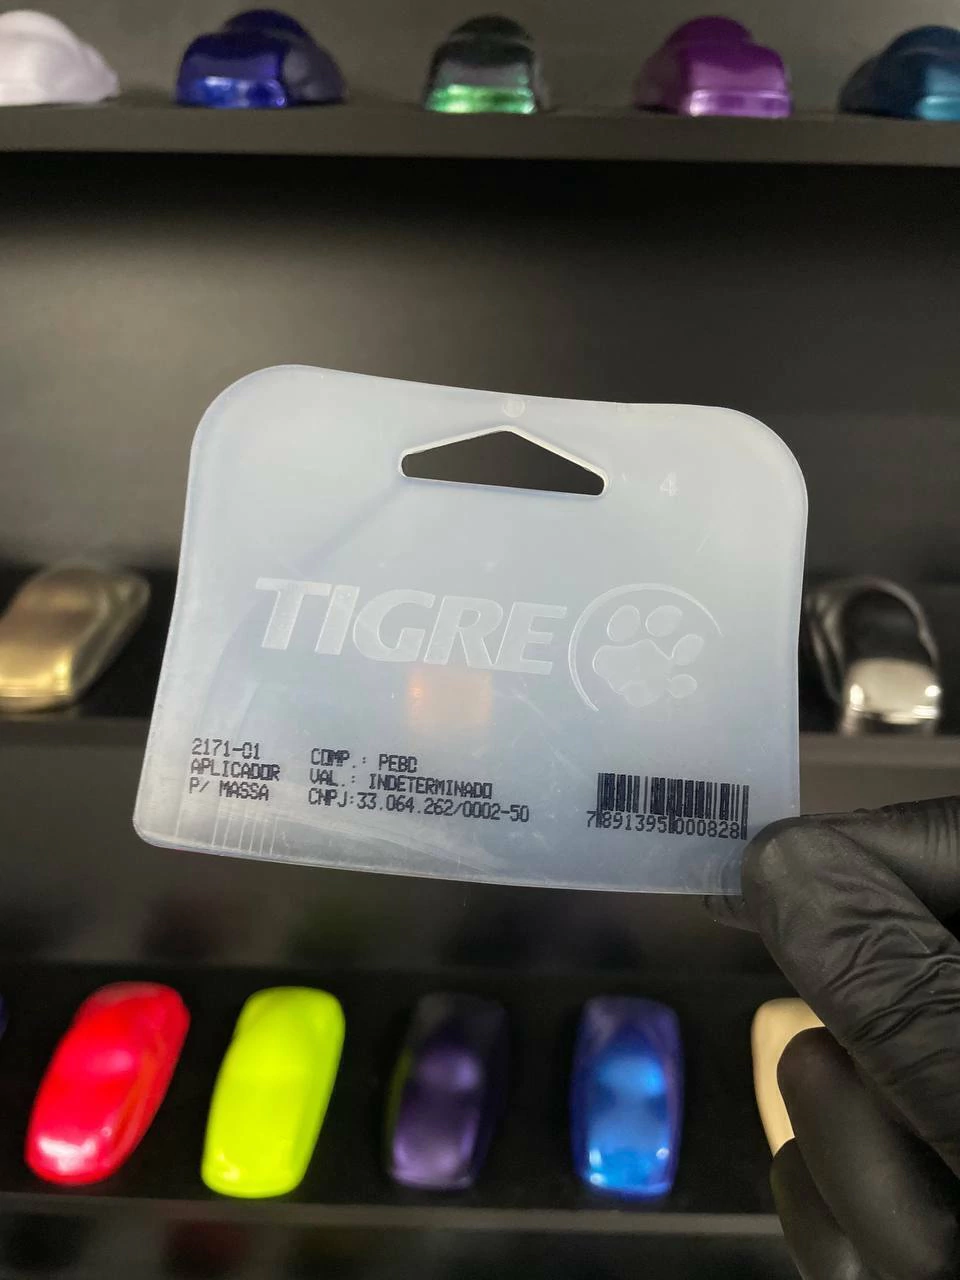 4
TIGRE
2171-01
APLICADOR
P/ MASSA
COMP.: PEBD
VAL.: INDETERMINADO
CNPJ:33.064.262/0002-50
7891395000828